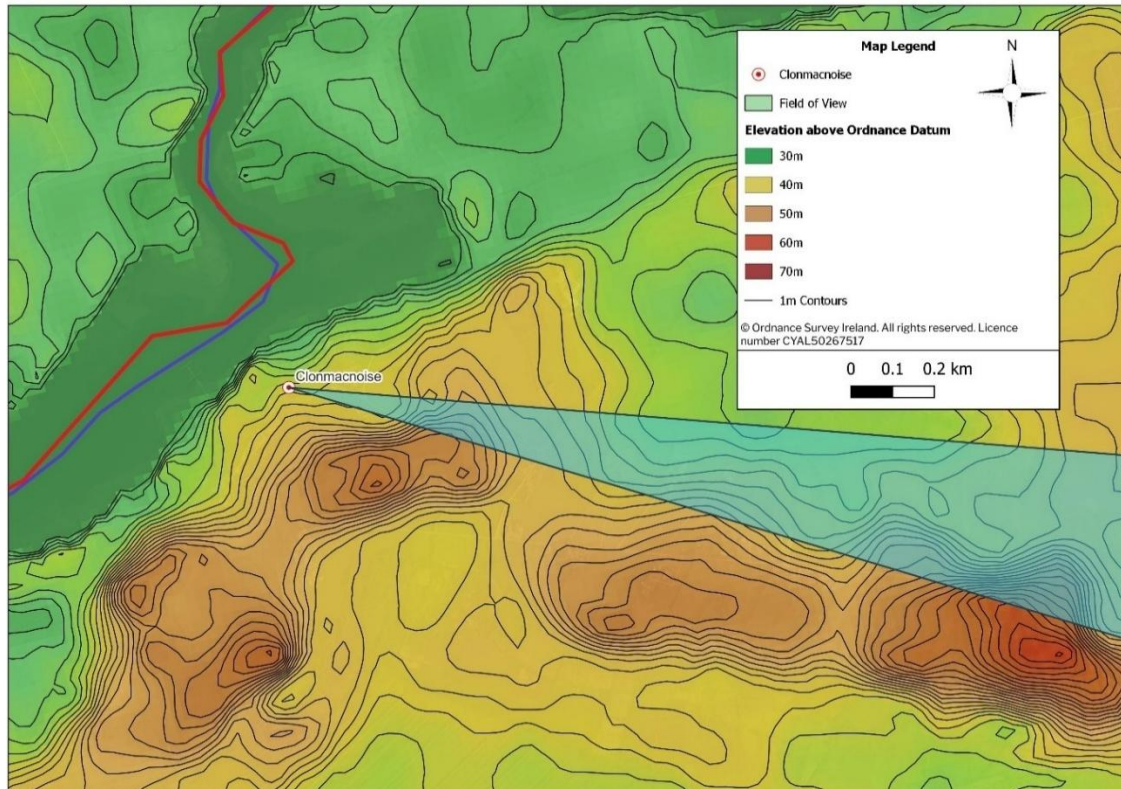 Clonmacnoise
Map Legend
N
Clonmacnoise
Field of View
Elevation above Ordnance Datum
30m
40m
50m
60m
70m
1m Contours
© Ordnance Survey Ireland. All rights reserved. Licence
number CYAL50267517
0 0.1 0.2 km